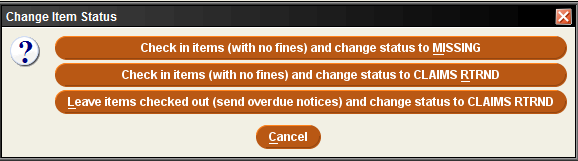 Change Item Status
Check in items (with no fines) and change status to MISSING
Check in items (with no fines) and change status to CLAIMS RTRND
Leave items checked out (send overdue notices) and change status to CLAIMS RTRND
Cancel